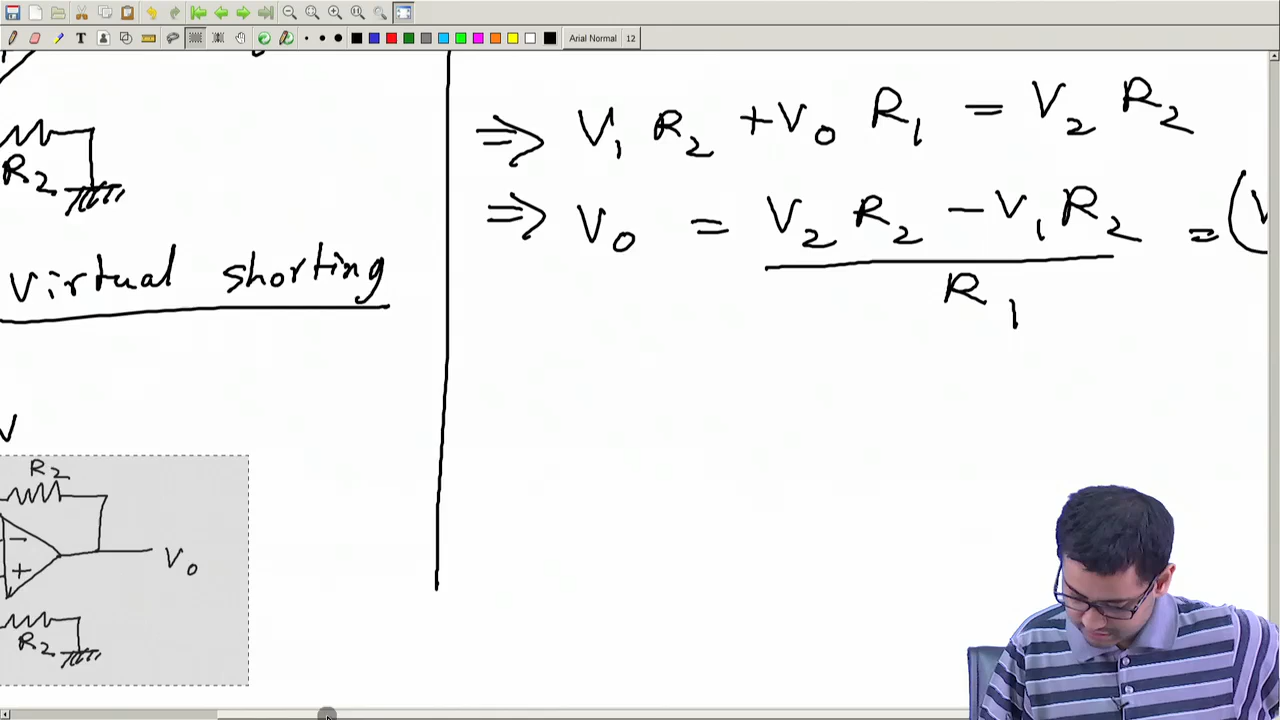 Arial Normal 12
R2
Virtual shorting
V
R2
−
+
V0
R2
⇒ V1 R2 + V0 R1 = V2 R2
⇒ V0 = V2 R2 − V1 R2 = (V
R1